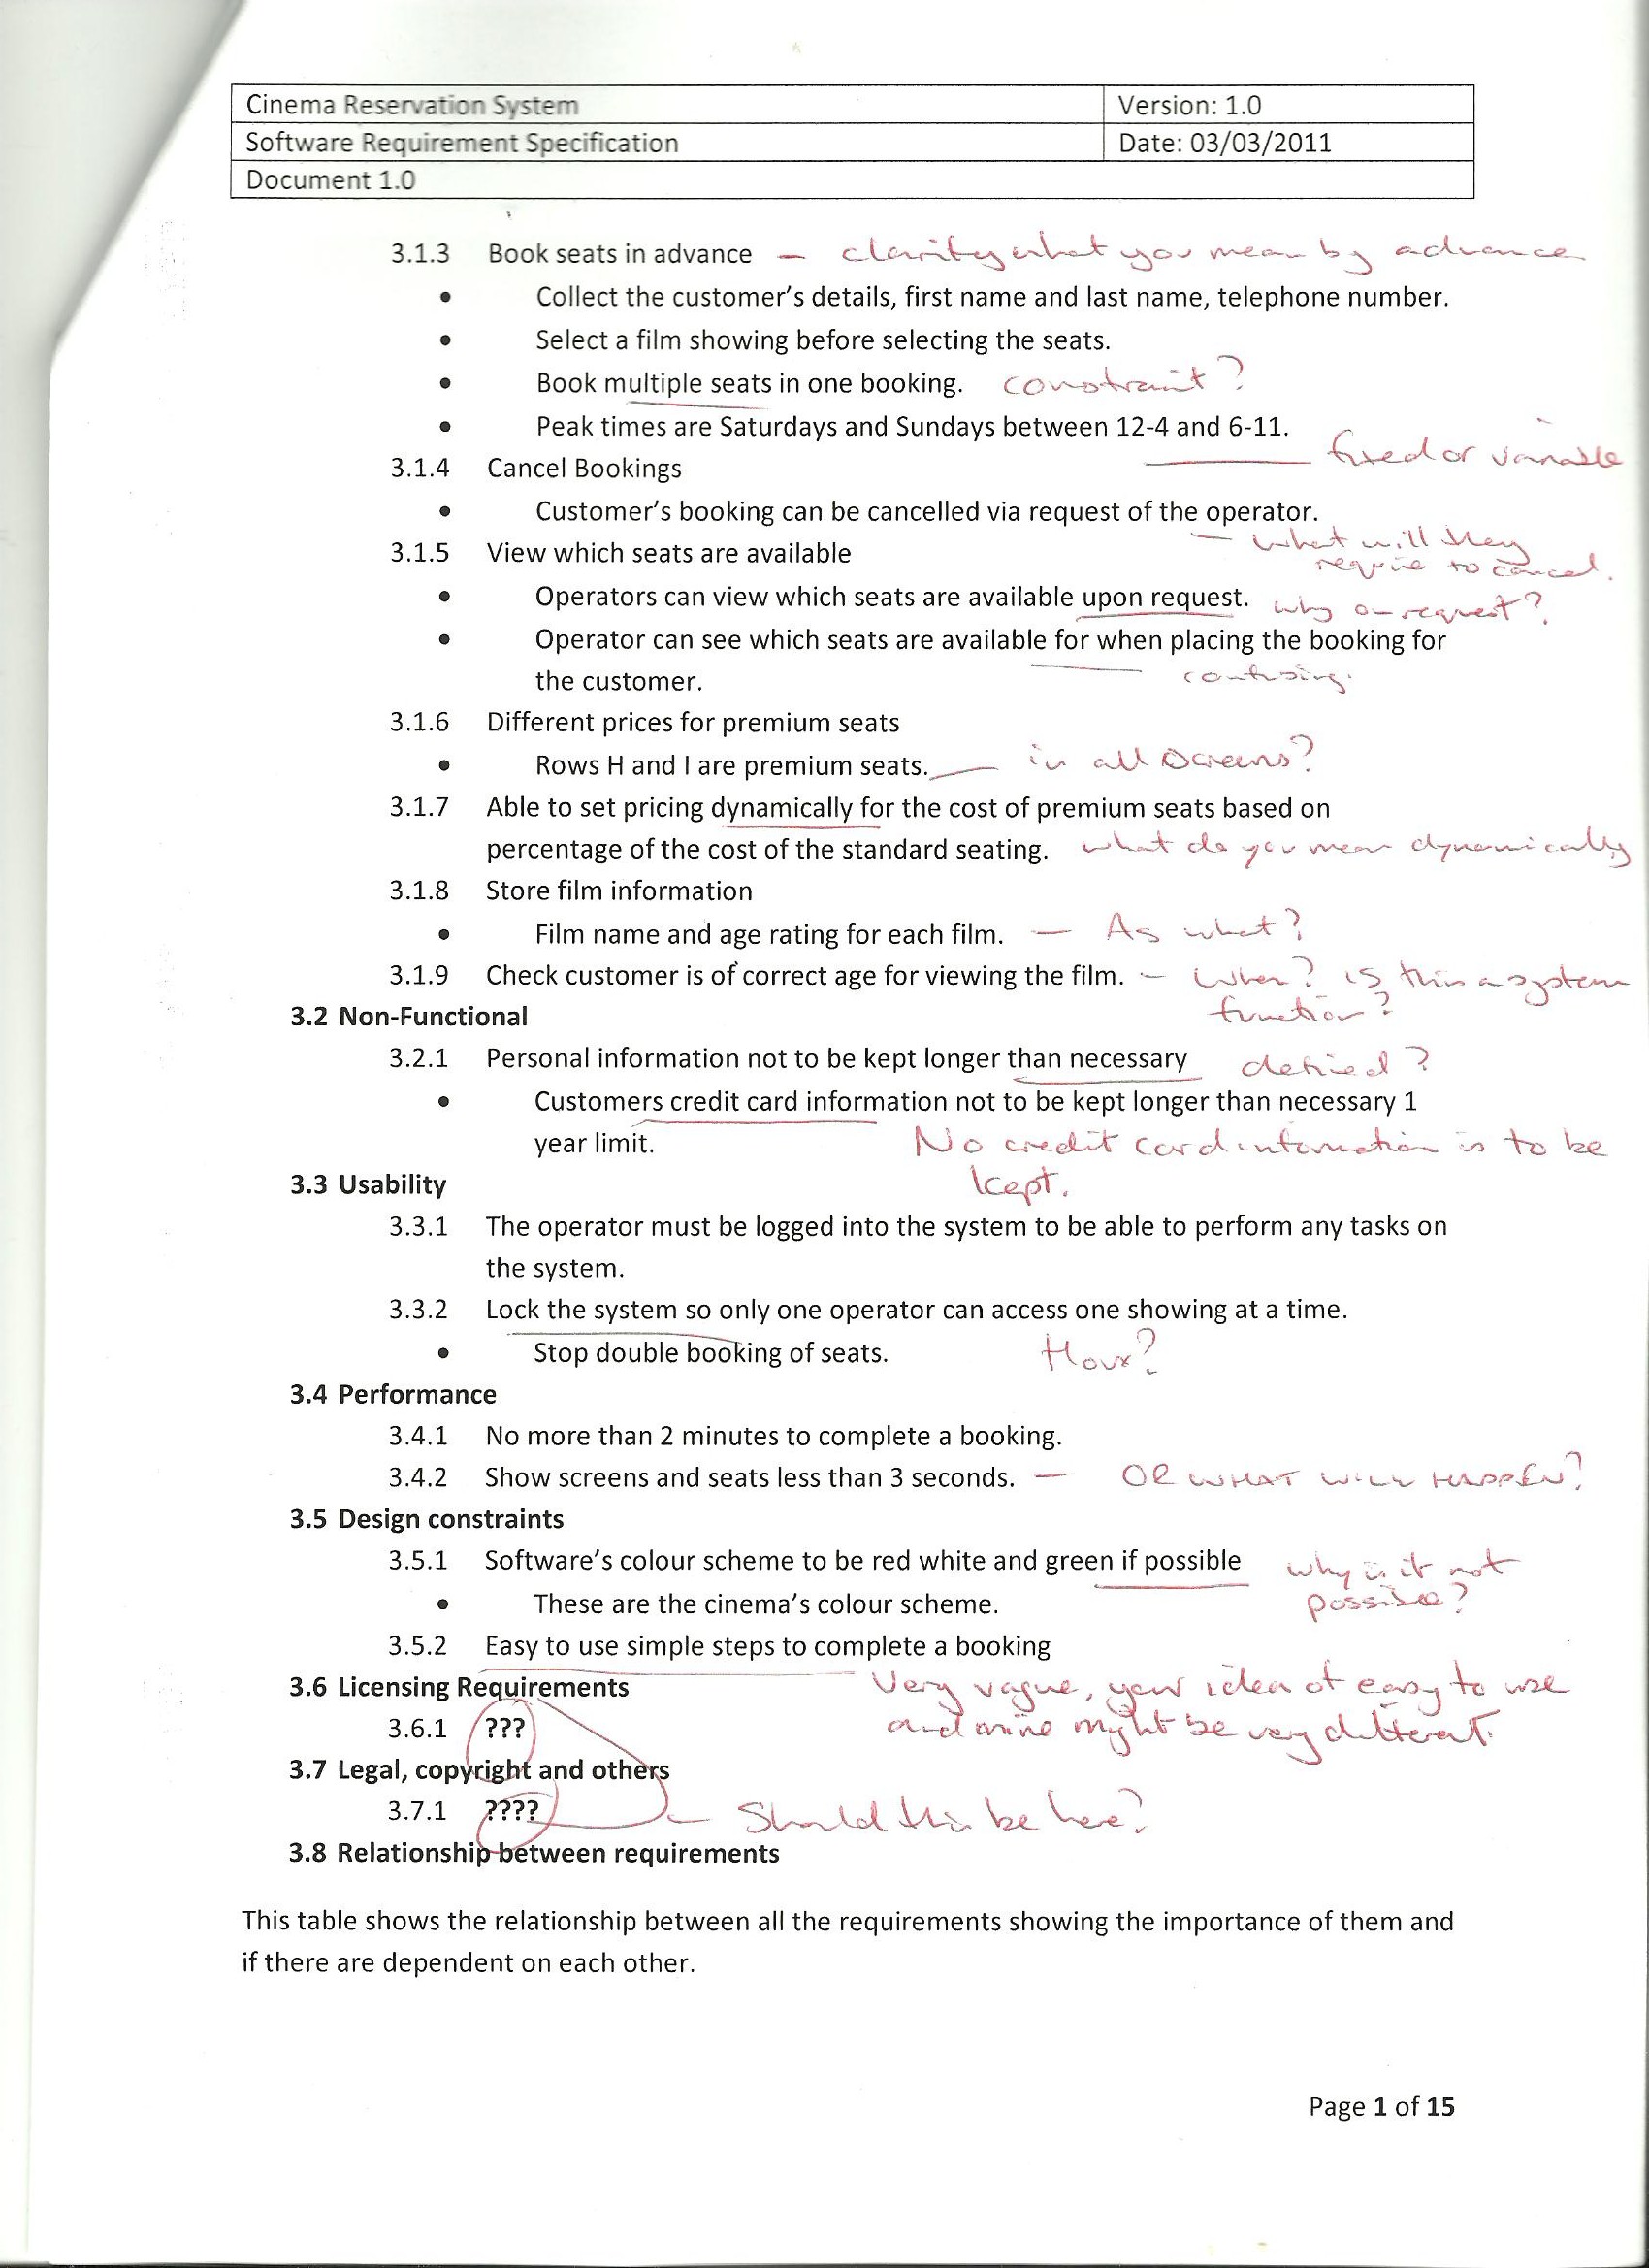 Cinema Reservation System Version: 1.0
Software Requirement Specification Date: 03/03/2011
Document 1.0
3.1.3 Book seats in advance – clarify what you mean by advance
• Collect the customer's details, first name and last name, telephone number.
• Select a film showing before selecting the seats.
• Book multiple seats in one booking. constraint?
• Peak times are Saturdays and Sundays between 12-4 and 6-11.
fixed or variable
3.1.4 Cancel Bookings
• Customer's booking can be cancelled via request of the operator.
– what will they
3.1.5 View which seats are available
require to cancel.
• Operators can view which seats are available upon request. why on request?
• Operator can see which seats are available for when placing the booking for
the customer. confusing.
3.1.6 Different prices for premium seats
• Rows H and I are premium seats. — in all screens?
3.1.7 Able to set pricing dynamically for the cost of premium seats based on
percentage of the cost of the standard seating. what do you mean dynamically
3.1.8 Store film information
• Film name and age rating for each film. – As what?
3.1.9 Check customer is of correct age for viewing the film. – when? is this a system
function?
3.2 Non-Functional
3.2.1 Personal information not to be kept longer than necessary defined?
• Customers credit card information not to be kept longer than necessary 1
year limit. No credit card information is to be
kept.
3.3 Usability
3.3.1 The operator must be logged into the system to be able to perform any tasks on
the system.
3.3.2 Lock the system so only one operator can access one showing at a time.
• Stop double booking of seats. How?
3.4 Performance
3.4.1 No more than 2 minutes to complete a booking.
3.4.2 Show screens and seats less than 3 seconds. – OR WHAT WILL HAPPEN?
3.5 Design constraints
3.5.1 Software's colour scheme to be red white and green if possible why is it not
• These are the cinema's colour scheme. possible?
3.5.2 Easy to use simple steps to complete a booking
3.6 Licensing Requirements Very vague, your idea of easy to use
3.6.1 ??? and mine might be very different.
3.7 Legal, copyright and others
3.7.1 ???? – Should this be here?
3.8 Relationship between requirements
This table shows the relationship between all the requirements showing the importance of them and
if there are dependent on each other.
Page 1 of 15